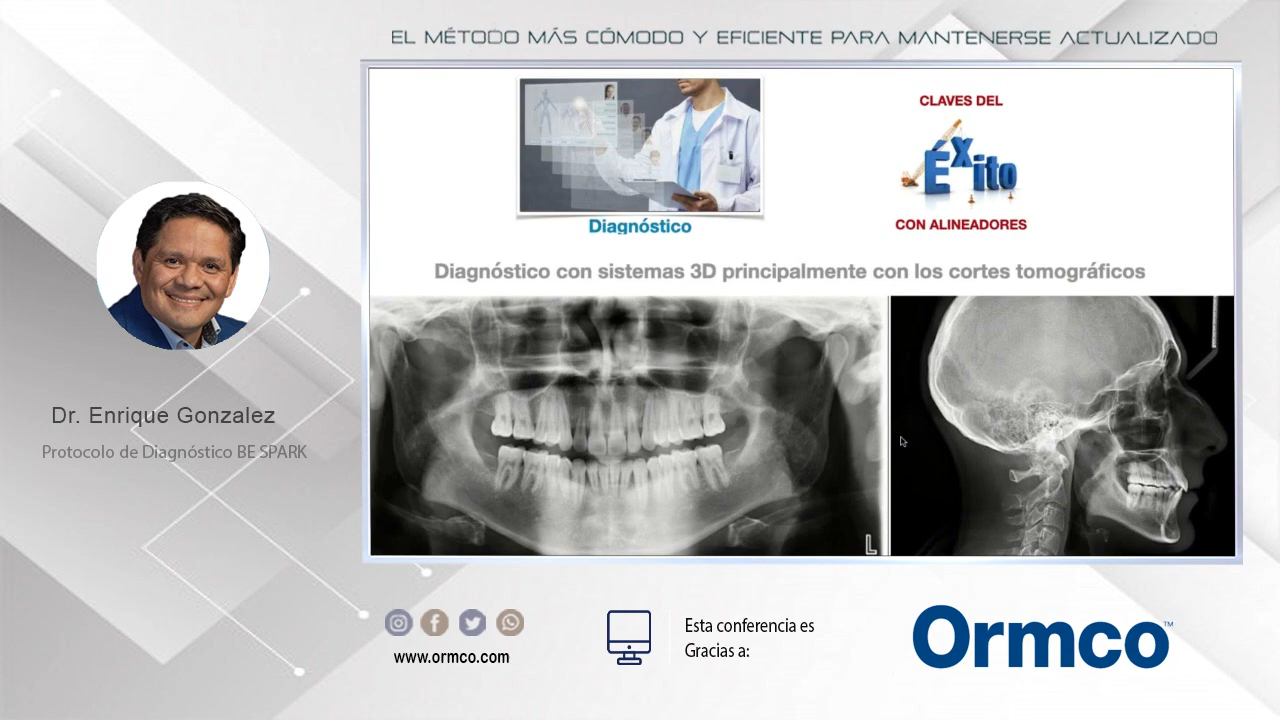 EL MÉTODO MÁS CÓMODO Y EFICIENTE PARA MANTENERSE ACTUALIZADO
CLAVES DEL
Éxito
CON ALINEADORES
Diagnóstico
Diagnóstico con sistemas 3D principalmente con los cortes tomográficos
L
Dr. Enrique Gonzalez
Protocolo de Diagnóstico BE SPARK
www.ormco.com
Esta conferencia es
Gracias a:
Ormco™